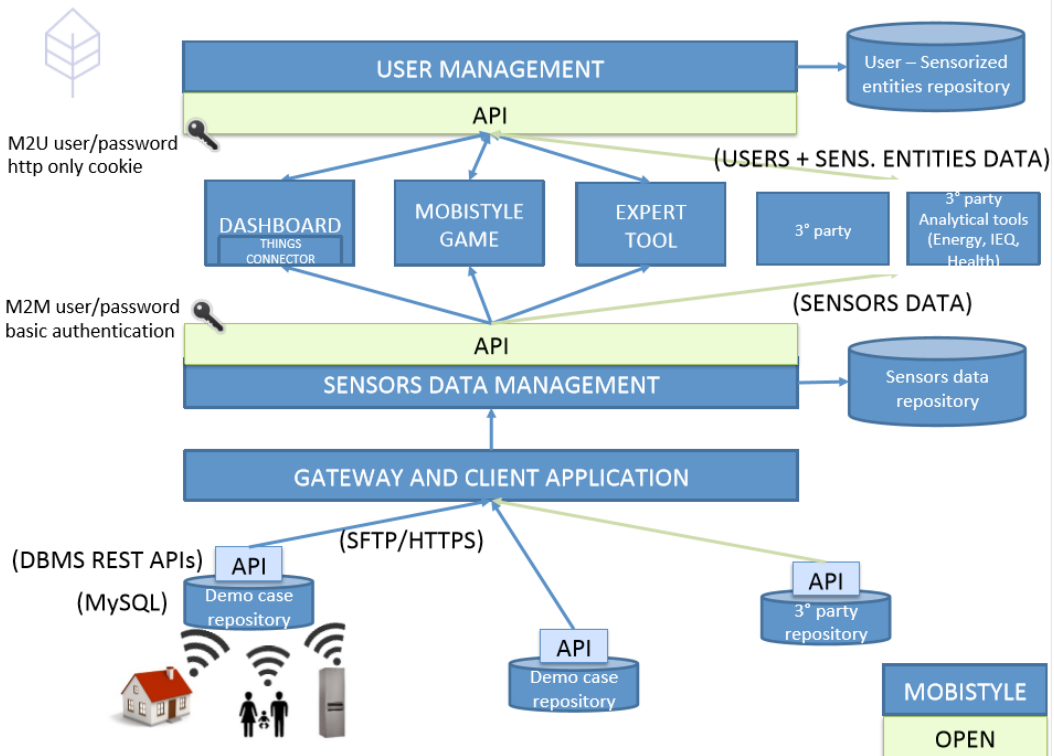 USER MANAGEMENT
User – Sensorized
entities repository
API
M2U user/password
http only cookie
(USERS + SENS. ENTITIES DATA)
DASHBOARD
THINGS
CONNECTOR
MOBISTYLE
GAME
EXPERT
TOOL
3° party
3° party
Analytical tools
(Energy, IEQ,
Health)
M2M user/password
basic authentication
(SENSORS DATA)
API
SENSORS DATA MANAGEMENT
Sensors data
repository
GATEWAY AND CLIENT APPLICATION
(SFTP/HTTPS)
(DBMS REST APIs)
API
(MySQL)
Demo case
repository
API
3° party
repository
API
Demo case
repository
MOBISTYLE
OPEN